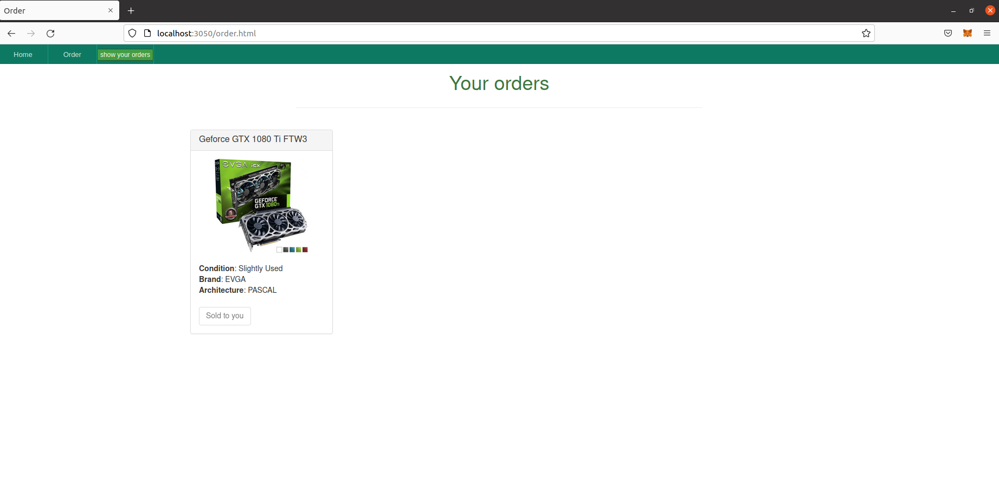 Order
localhost:3050/order.html
Home
Order
show your orders
Your orders
Geforce GTX 1080 Ti FTW3
EVGA iCX
GEFORCE
GTX 1080 Ti
Condition: Slightly Used
Brand: EVGA
Architecture: PASCAL
Sold to you